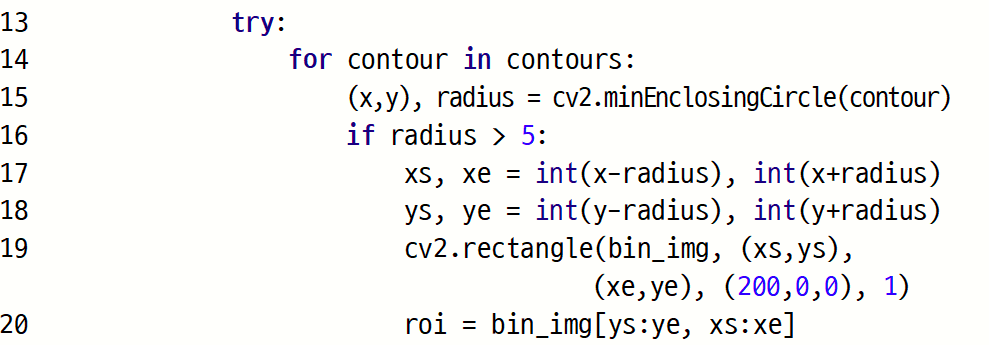 13 try:
14 for contour in contours:
15 (x,y), radius = cv2.minEnclosingCircle(contour)
16 if radius > 5:
17 xs, xe = int(x-radius), int(x+radius)
18 ys, ye = int(y-radius), int(y+radius)
19 cv2.rectangle(bin_img, (xs,ys),
(xe,ye), (200,0,0), 1)
20 roi = bin_img[ys:ye, xs:xe]